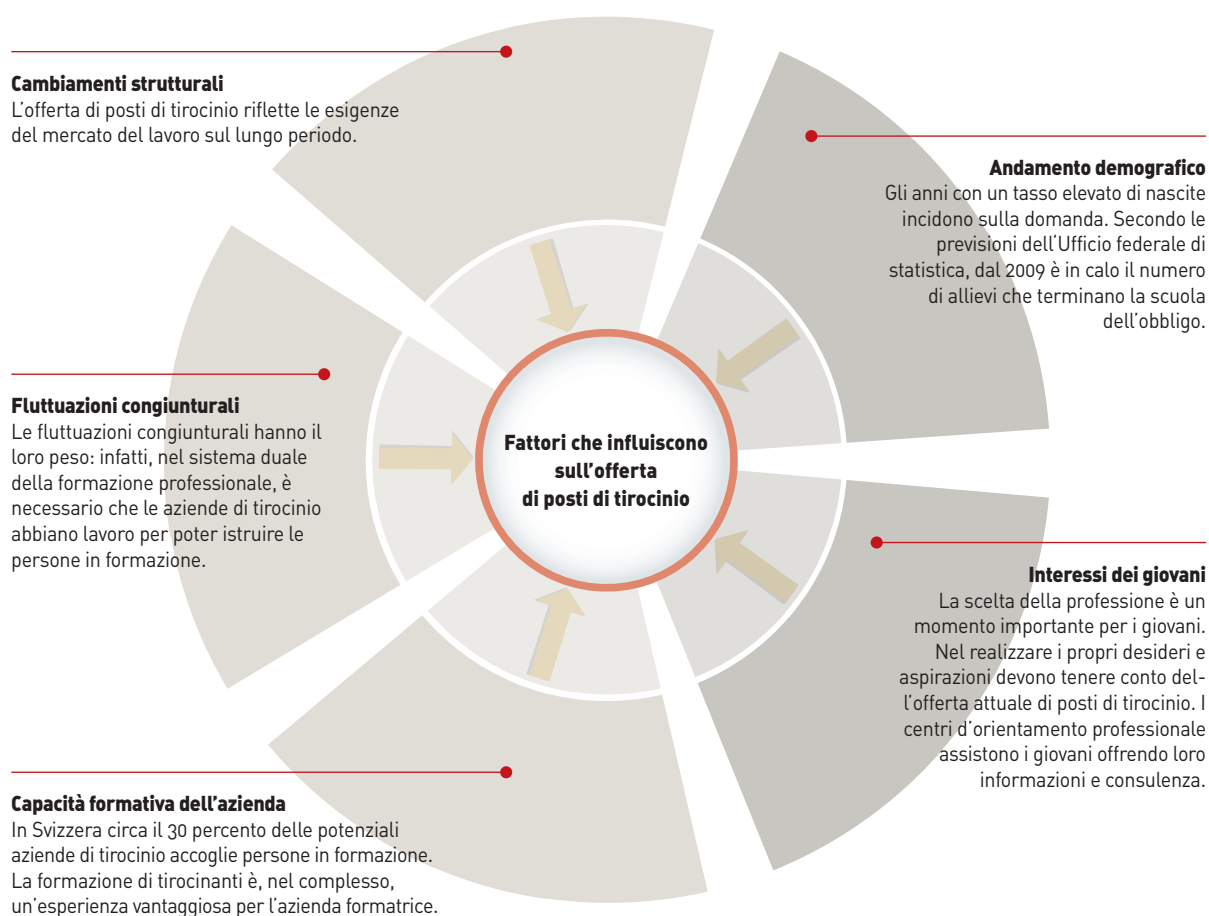 Cambiamenti strutturali
L'offerta di posti di tirocinio riflette le esigenze
del mercato del lavoro sul lungo periodo.
Andamento demografico
Gli anni con un tasso elevato di nascite
incidono sulla domanda. Secondo le
previsioni dell'Ufficio federale di
statistica, dal 2009 è in calo il numero
di allievi che terminano la scuola
dell'obbligo.
Fluttuazioni congiunturali
Le fluttuazioni congiunturali hanno il
loro peso: infatti, nel sistema duale
della formazione professionale, è
necessario che le aziende di tirocinio
abbiano lavoro per poter istruire le
persone in formazione.
Fattori che influiscono
sull'offerta
di posti di tirocinio
Interessi dei giovani
La scelta della professione è un
momento importante per i giovani.
Nel realizzare i propri desideri e
aspirazioni devono tenere conto del-
l'offerta attuale di posti di tirocinio. I
centri d'orientamento professionale
assistono i giovani offrendo loro
informazioni e consulenza.
Capacità formativa dell'azienda
In Svizzera circa il 30 percento delle potenziali
aziende di tirocinio accoglie persone in formazione.
La formazione di tirocinanti è, nel complesso,
un'esperienza vantaggiosa per l'azienda formatrice.